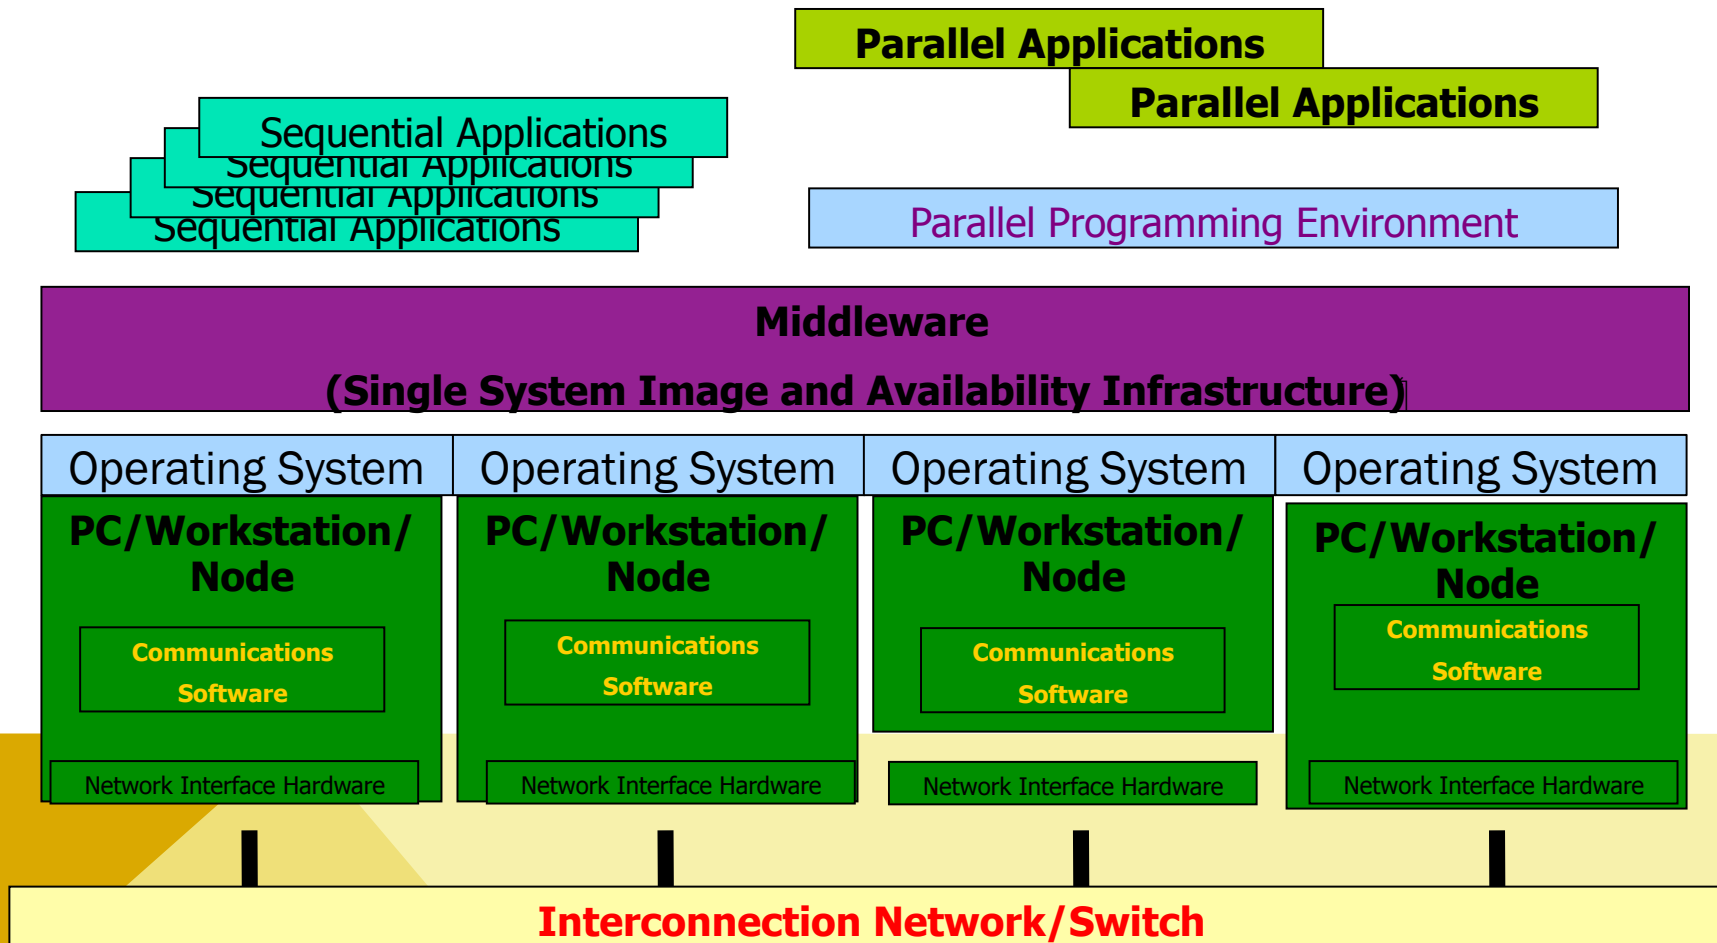 Parallel Applications
Parallel Applications
Sequential Applications
Sequential Applications
Sequential Applications
Sequential Applications
Parallel Programming Environment
Middleware
(Single System Image and Availability Infrastructure)
Operating System
Operating System
Operating System
Operating System
PC/Workstation/
Node
PC/Workstation/
Node
PC/Workstation/
Node
PC/Workstation/
Node
Communications
Software
Communications
Software
Communications
Software
Communications
Software
Network Interface Hardware
Network Interface Hardware
Network Interface Hardware
Network Interface Hardware
Interconnection Network/Switch